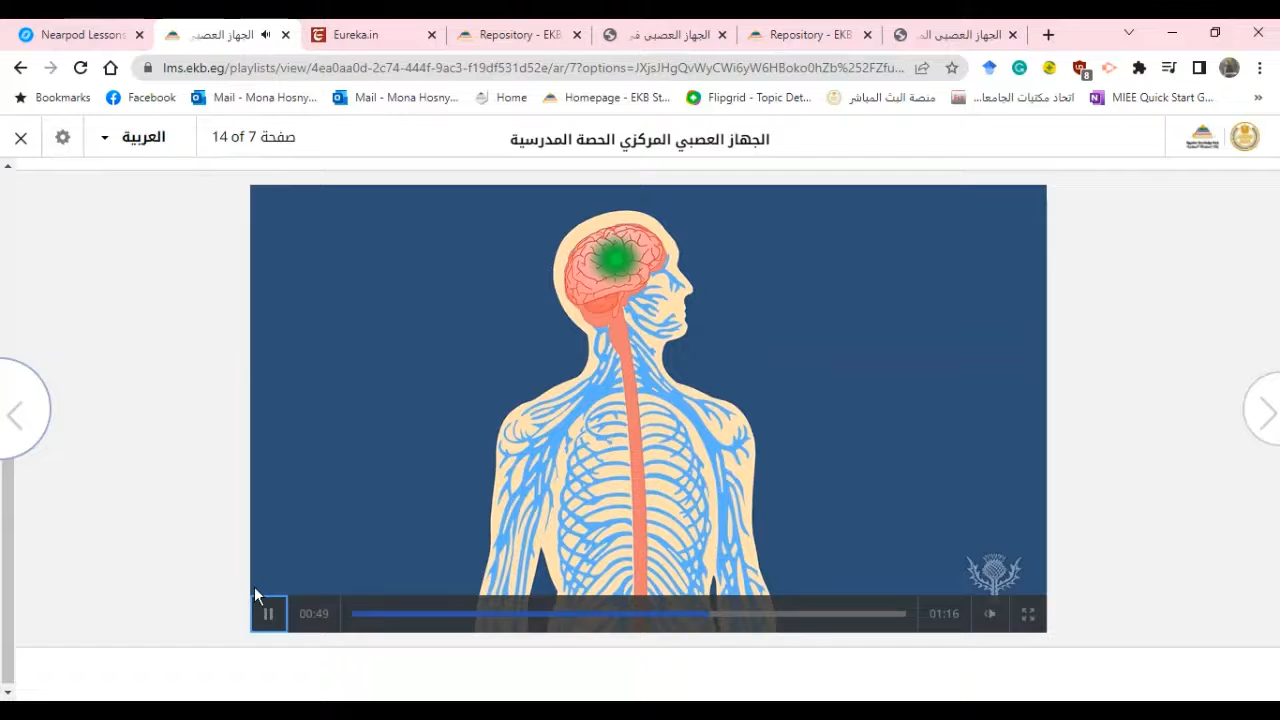 Nearpod Lessons
الجهاز العصبي
Eureka.in
Repository - EKB
الجهاز العصبي في
Repository - EKB
الجهاز العصبي الم
lms.ekb.eg/playlists/view/4ea0aa0d-2c74-444f-9ac3-f19df531d52e/ar/7?options=JXjsJHgQvWyCWi6yW6HBoko0hZb%252FZfu...
8
Bookmarks
Facebook
Mail - Mona Hosny...
Mail - Mona Hosny...
Home
Homepage - EKB St...
Flipgrid - Topic Det...
منصة البث المباشر
اتحاد مكتبات الجامعا...
MIEE Quick Start G...
»
العربية
صفحة 7 of 14
الجهاز العصبي المركزي الحصة المدرسية
00:49
01:16